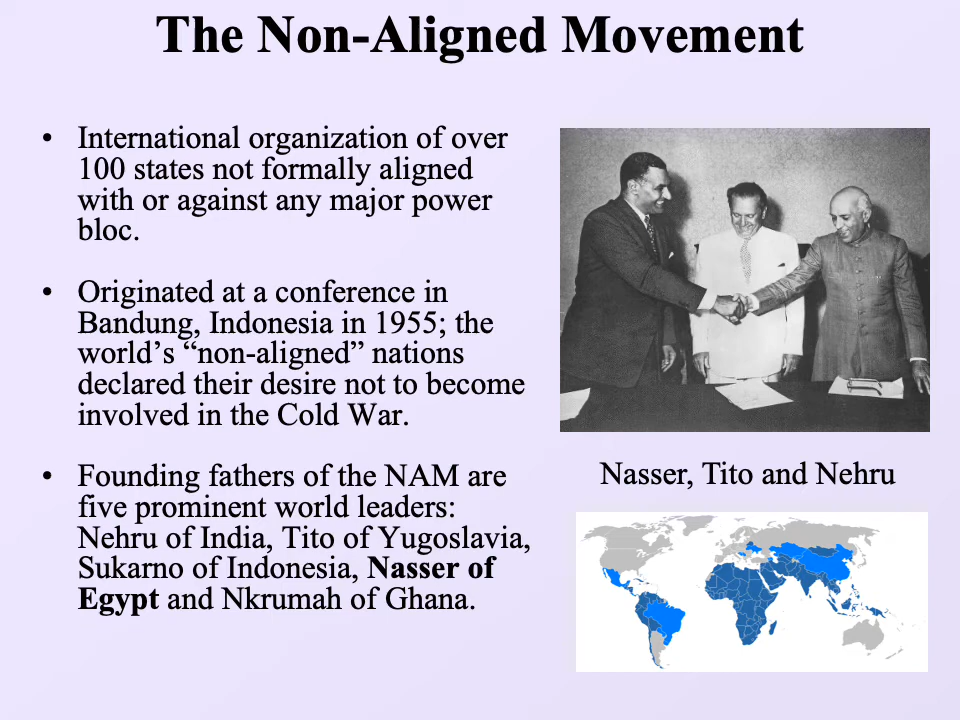 The Non-Aligned Movement
• International organization of over
100 states not formally aligned
with or against any major power
bloc.
• Originated at a conference in
Bandung, Indonesia in 1955; the
world’s “non-aligned” nations
declared their desire not to become
involved in the Cold War.
• Founding fathers of the NAM are
five prominent world leaders:
Nehru of India, Tito of Yugoslavia,
Sukarno of Indonesia, Nasser of
Egypt and Nkrumah of Ghana.
Nasser, Tito and Nehru